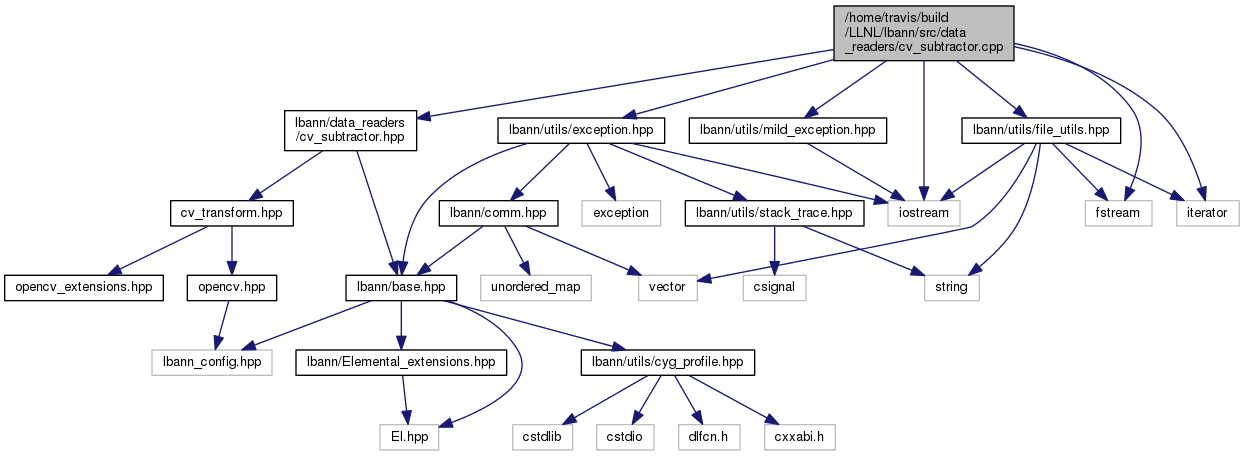 /home/travis/build
/LLNL/lbann/src/data
_readers/cv_subtractor.cpp
lbann/data_readers
/cv_subtractor.hpp
lbann/utils/exception.hpp
lbann/utils/mild_exception.hpp
lbann/utils/file_utils.hpp
cv_transform.hpp
lbann/comm.hpp
exception
lbann/utils/stack_trace.hpp
iostream
fstream
iterator
opencv_extensions.hpp
opencv.hpp
lbann/base.hpp
unordered_map
vector
csignal
string
lbann_config.hpp
lbann/Elemental_extensions.hpp
lbann/utils/cyg_profile.hpp
El.hpp
cstdlib
cstdio
dlfcn.h
cxxabi.h